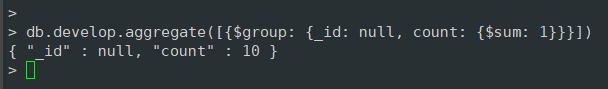 >
> db.develop.aggregate([{$group: {_id: null, count: {$sum: 1}}}])
{ "_id" : null, "count" : 10 }
>